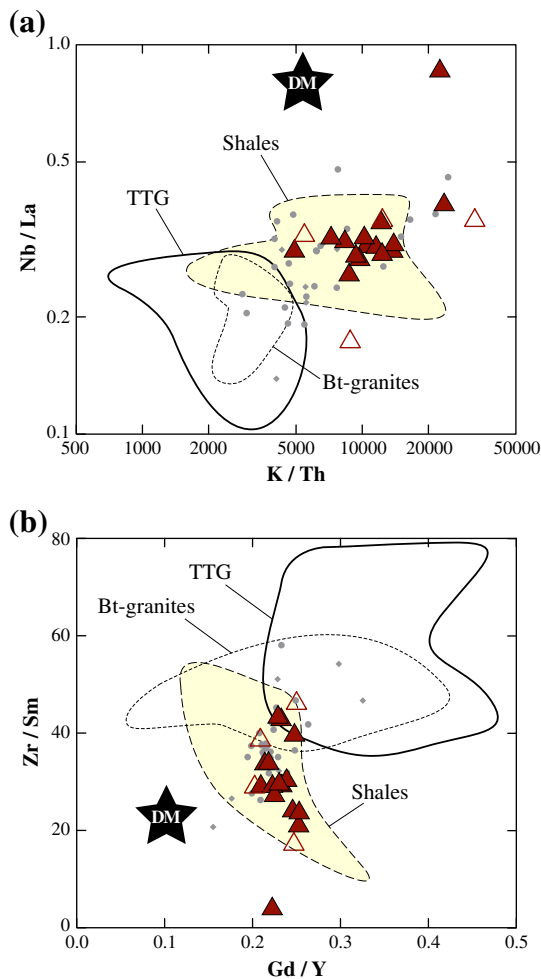 (a)
1.0
DM
Shales
0.5
TTG
Nb / La
0.2
Bt-granites
0.1
500 1000 2000 5000 10000 20000 50000
K / Th
(b)
80
TTG
Bt-granites
60
Zr / Sm
40
Shales
DM
20
0
0.0 0.1 0.2 0.3 0.4 0.5
Gd / Y